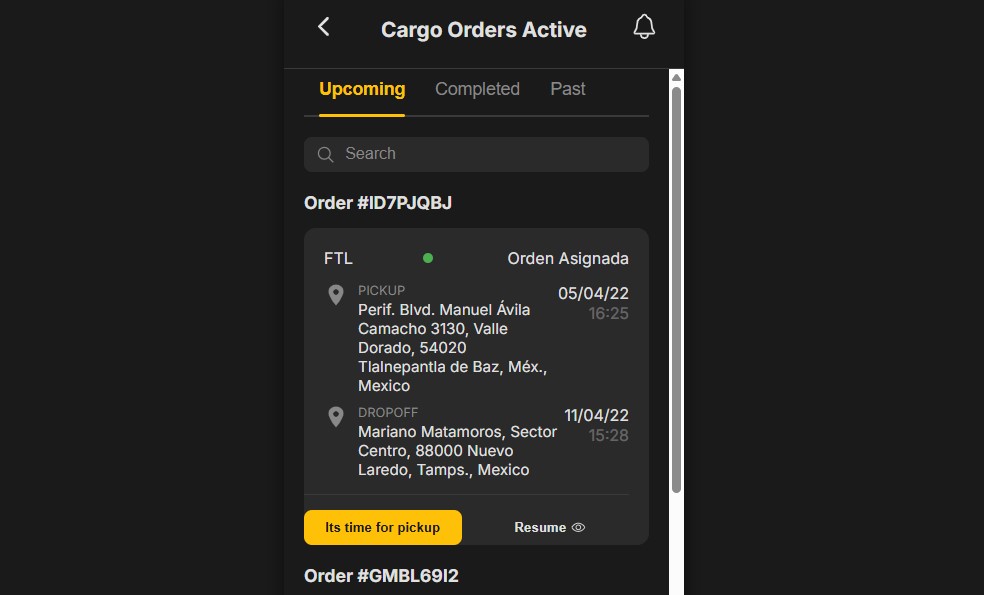 Cargo Orders Active
Upcoming Completed Past
Search
Order #ID7PJQBJ
FTL Orden Asignada
PICKUP
05/04/22
Perif. Blvd. Manuel Ávila
16:25
Camacho 3130, Valle
Dorado, 54020
Tlalnepantla de Baz, Méx.,
Mexico
DROPOFF
11/04/22
Mariano Matamoros, Sector
15:28
Centro, 88000 Nuevo
Laredo, Tamps., Mexico
Its time for pickup Resume
Order #GMBL69I2